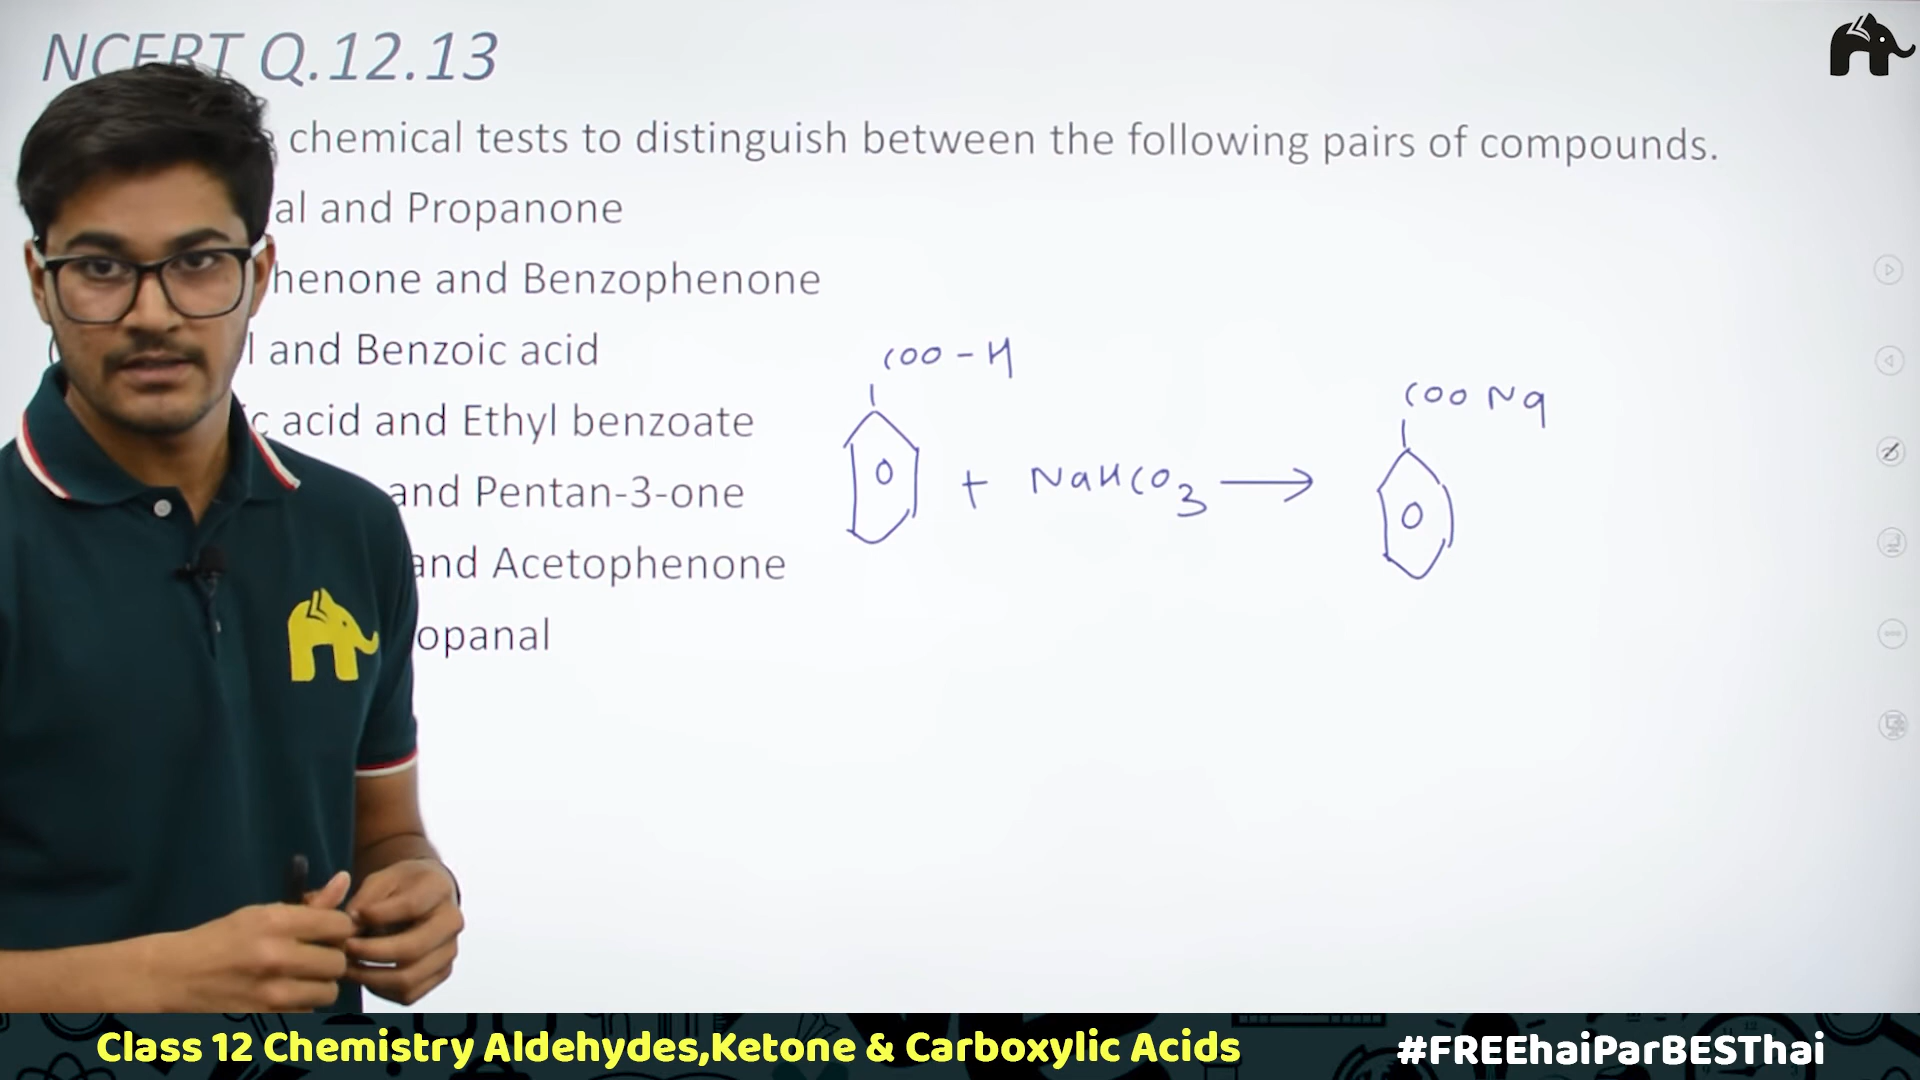 NCERT Q.12.13
chemical tests to distinguish between the following pairs of compounds.
al and Propanone
henone and Benzophenone
l and Benzoic acid
c acid and Ethyl benzoate
and Pentan-3-one
and Acetophenone
opanal
COO-H
+ NaHCO3 →
COONa
Class 12 Chemistry Aldehydes,Ketone & Carboxylic Acids
#FREEhaiParBESThai